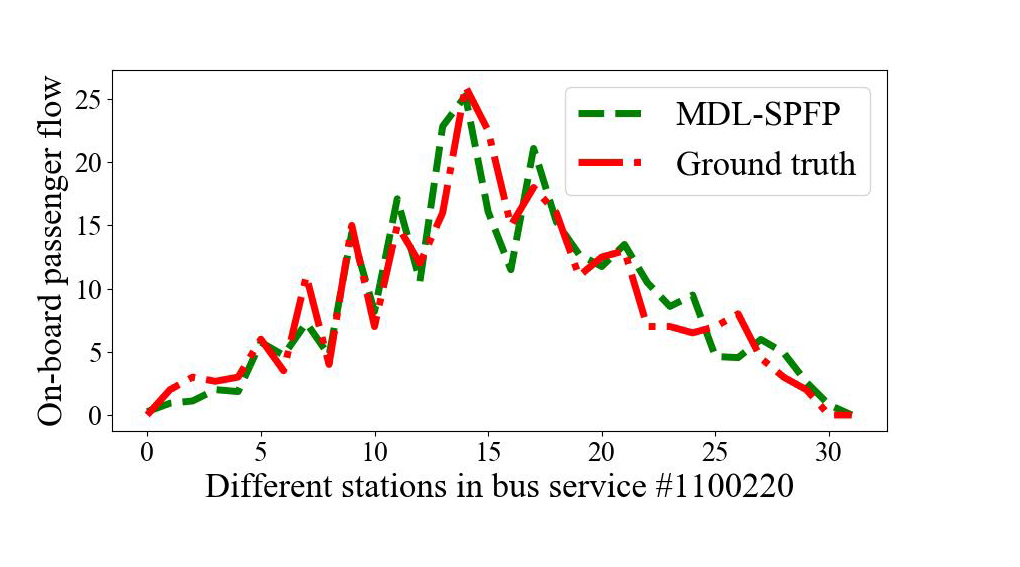 On-board passenger flow
25
20
15
10
5
0
MDL-SPFP
Ground truth
0 5 10 15 20 25 30
Different stations in bus service #1100220